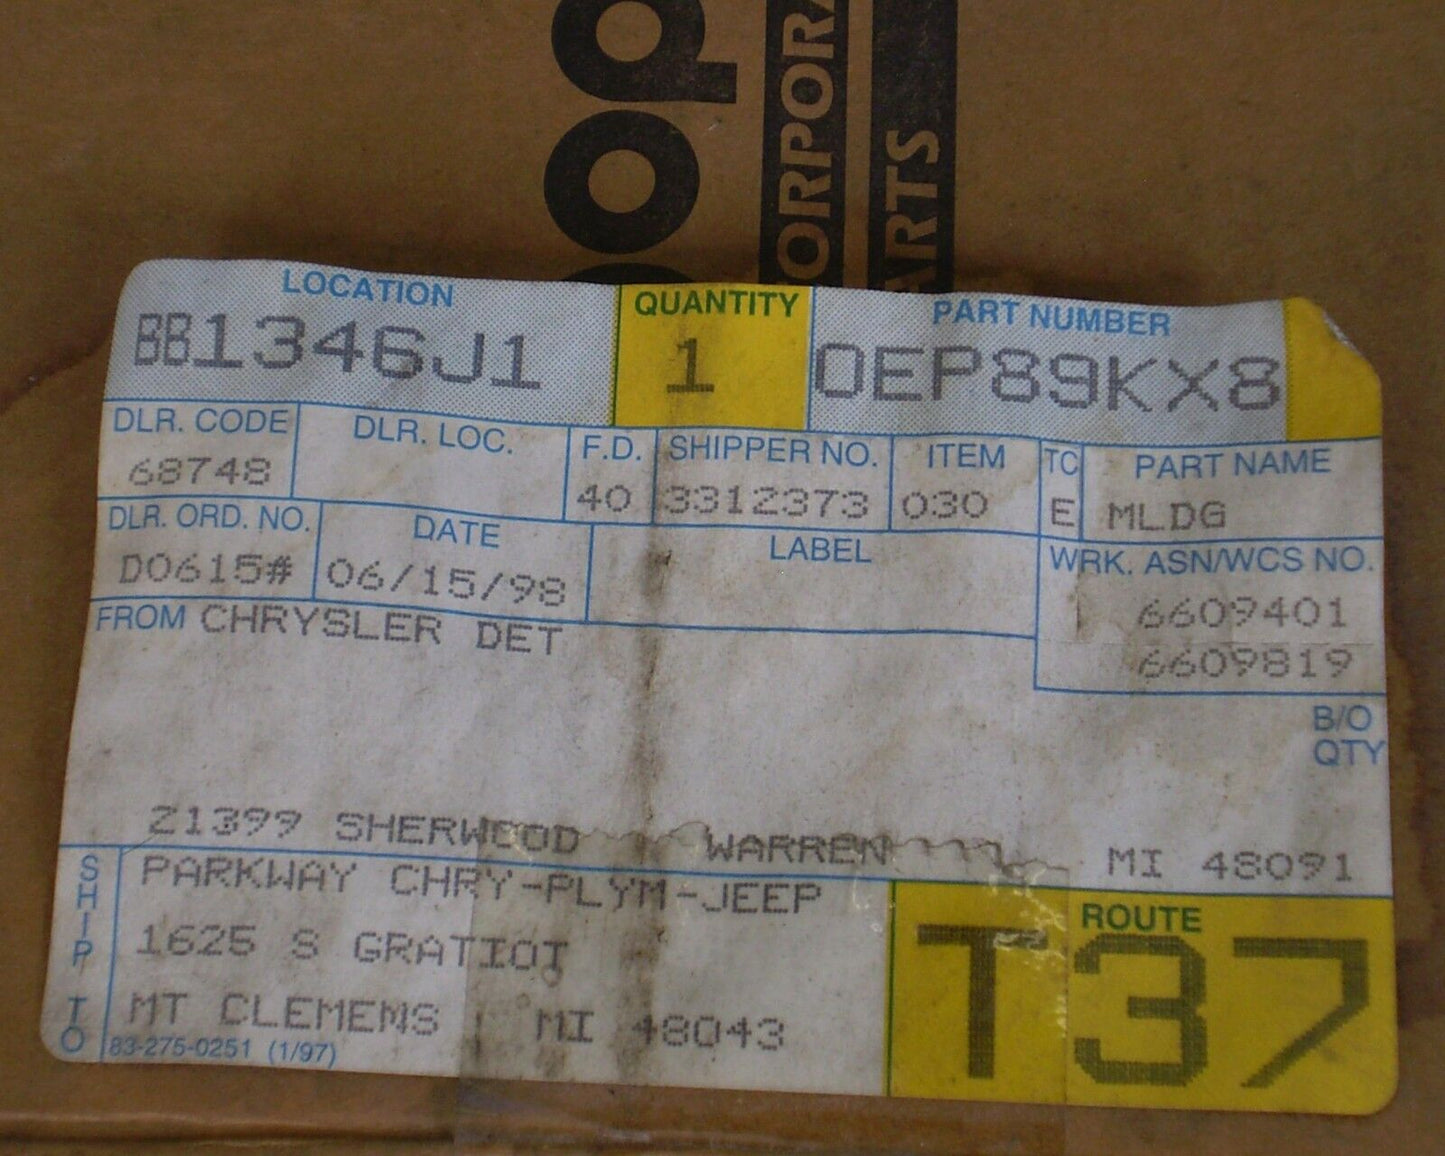 op
CORPORA
PARTS
LOCATION QUANTITY PART NUMBER
BB1346J1 1 0EP89KX8
DLR. CODE DLR. LOC. F.D. SHIPPER NO. ITEM TC PART NAME
68748 40 3312373 030 E MLDG
DLR. ORD. NO. DATE LABEL WRK. ASN/WCS NO.
D0615# 06/15/98 6609401
6609819
FROM CHRYSLER DET
B/O
QTY
21399 SHERWOOD WARREN MI 48091
SHIP TO
PARKWAY CHRY-PLYM-JEEP
1625 S GRATIOT
MT CLEMEMS MI 48043
ROUTE
T37
83-275-0251 (1/97)